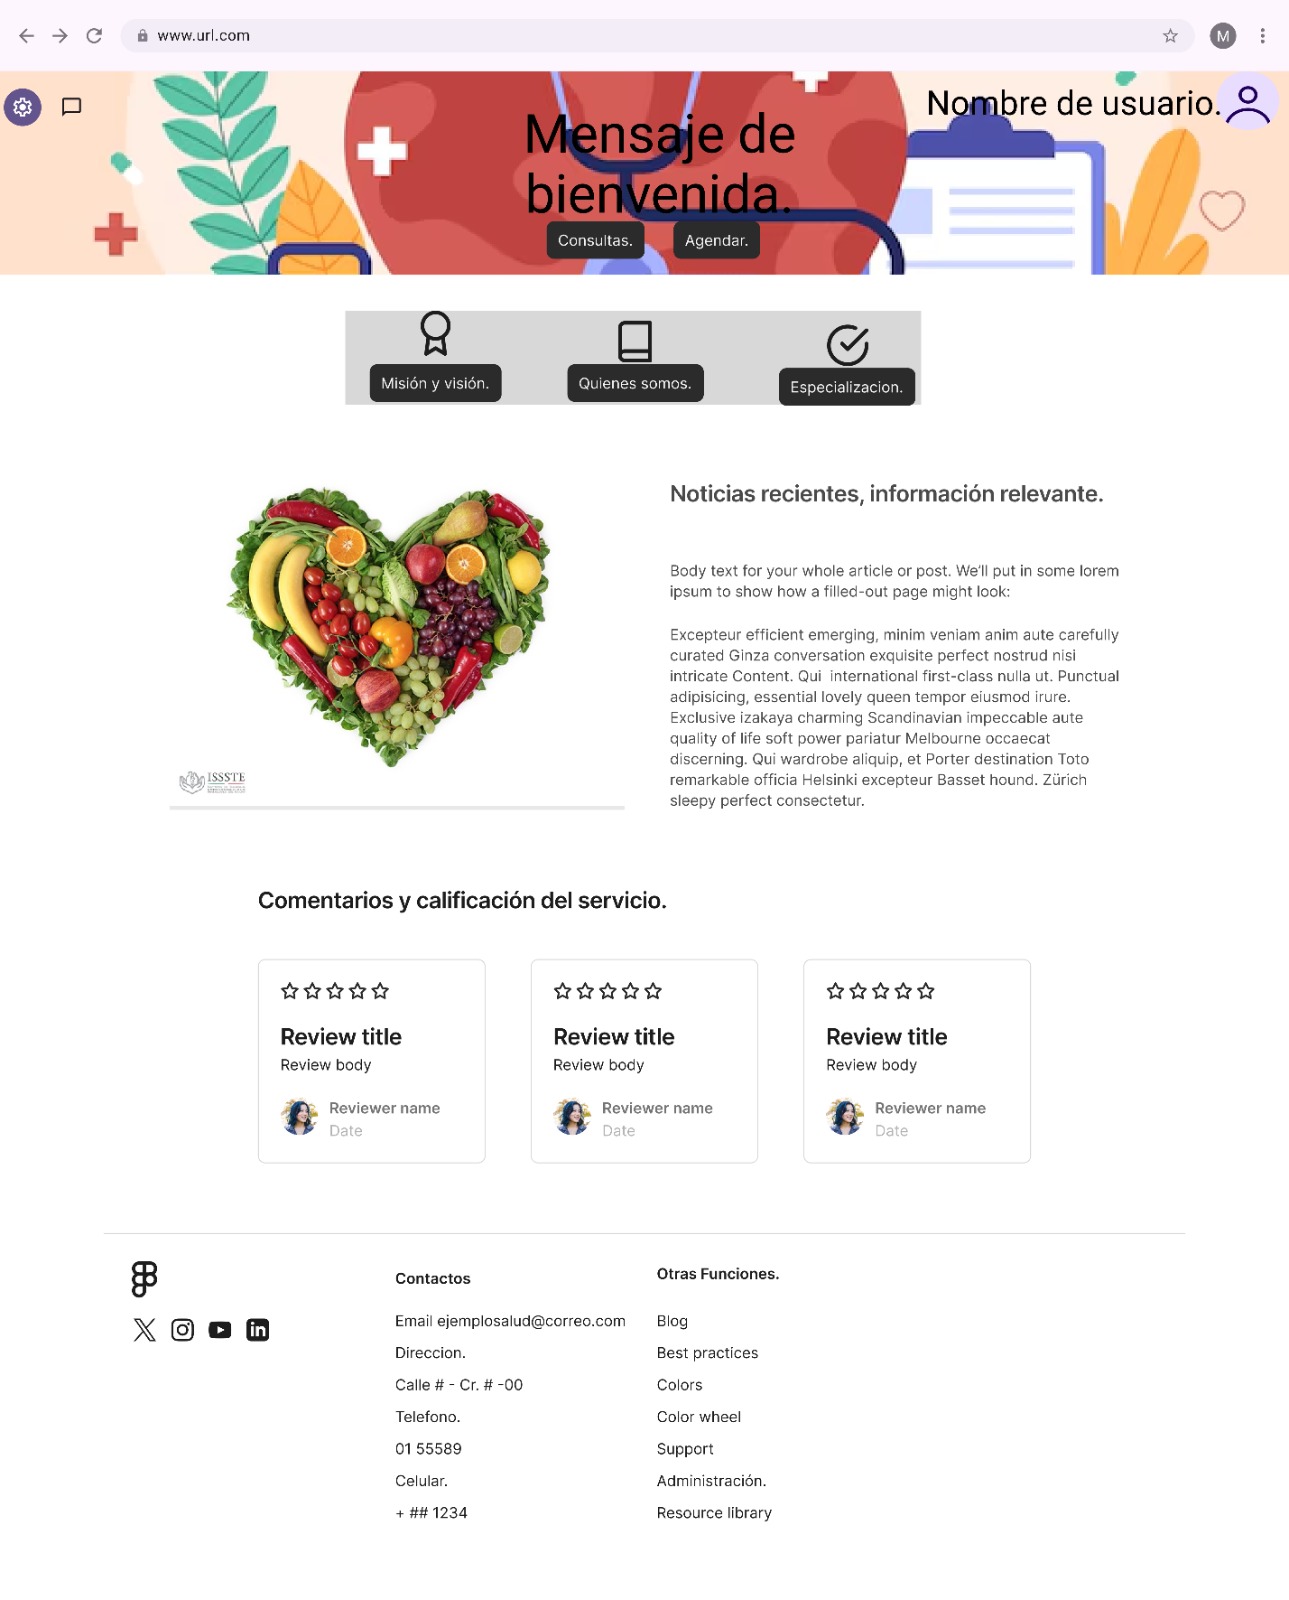 www.url.com
M
Nombre de usuario.
Mensaje de
bienvenida.
Consultas.
Agendar.
Misión y visión.
Quienes somos.
Especializacion.
Noticias recientes, información relevante.
Body text for your whole article or post. We'll put in some lorem
ipsum to show how a filled-out page might look:
Excepteur efficient emerging, minim veniam anim aute carefully
curated Ginza conversation exquisite perfect nostrud nisi
intricate Content. Qui  international first-class nulla ut. Punctual
adipisicing, essential lovely queen tempor eiusmod irure.
Exclusive izakaya charming Scandinavian impeccable aute
quality of life soft power pariatur Melbourne occaecat
discerning. Qui wardrobe aliquip, et Porter destination Toto
remarkable officia Helsinki excepteur Basset hound. Zürich
sleepy perfect consectetur.
ISSSTE
Comentarios y calificación del servicio.
Review title
Review body
Reviewer name
Date
Review title
Review body
Reviewer name
Date
Review title
Review body
Reviewer name
Date
Contactos
Email ejemplosalud@correo.com
Direccion.
Calle # - Cr. # -00
Telefono.
01 55589
Celular.
+ ## 1234
Otras Funciones.
Blog
Best practices
Colors
Color wheel
Support
Administración.
Resource library